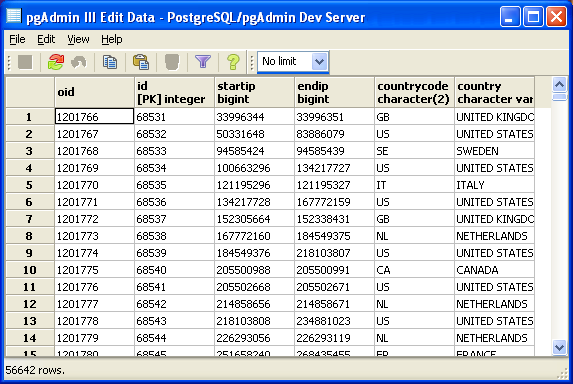 pgAdmin III Edit Data - PostgreSQL/pgAdmin Dev Server
File Edit View Help
No limit
oid id startip endip countrycode country
[PK] integer bigint bigint character(2) character var
1 1201766 68531 33996344 33996351 GB UNITED KINGDO
2 1201767 68532 50331648 83886079 US UNITED STATES
3 1201768 68533 94585424 94585439 SE SWEDEN
4 1201769 68534 100663296 134217727 US UNITED STATES
5 1201770 68535 121195296 121195327 IT ITALY
6 1201771 68536 134217728 167772159 US UNITED STATES
7 1201772 68537 152305664 152338431 GB UNITED KINGDO
8 1201773 68538 167772160 184549375 NL NETHERLANDS
9 1201774 68539 184549376 218103807 US UNITED STATES
10 1201775 68540 205500988 205500991 CA CANADA
11 1201776 68541 205502668 205502671 US UNITED STATES
12 1201777 68542 214858656 214858671 NL NETHERLANDS
13 1201778 68543 218103808 234881023 US UNITED STATES
14 1201779 68544 226293056 226293119 NL NETHERLANDS
15 1201780 68545 251658240 268435455 FR FRANCE
56642 rows.